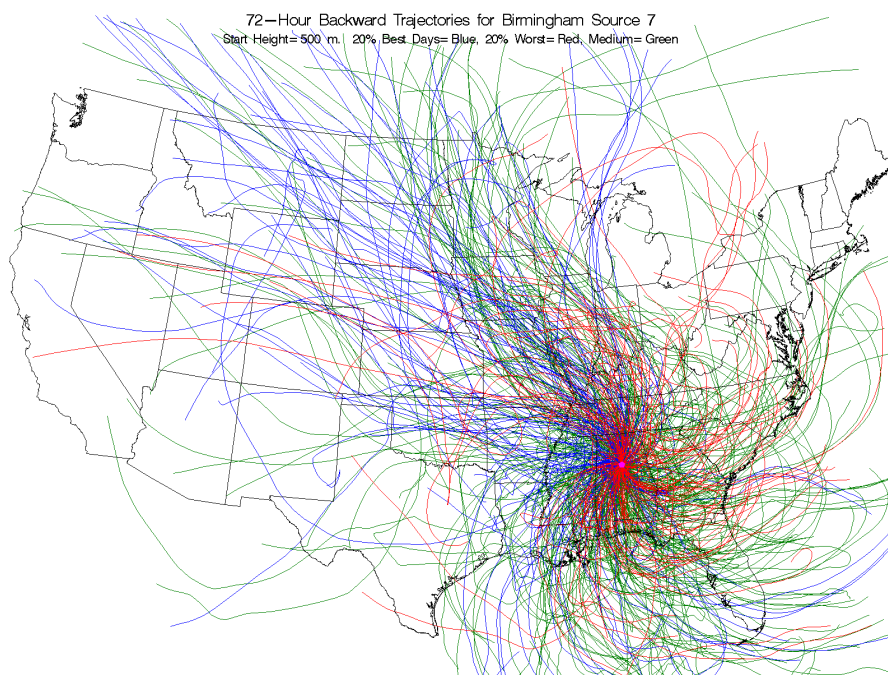 72-Hour Backward Trajectories for Birmingham Source 7
Start Height= 500 m. 20% Best Days= Blue, 20% Worst= Red, Medium= Green